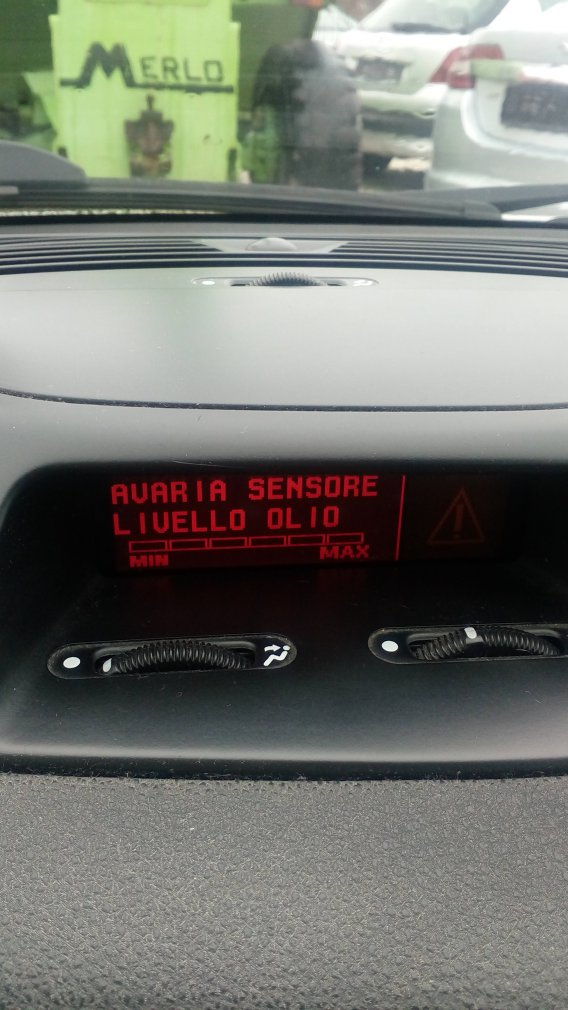 MERLO
AVARIA SENSORE
LIVELLO OLIO
MIN MAX